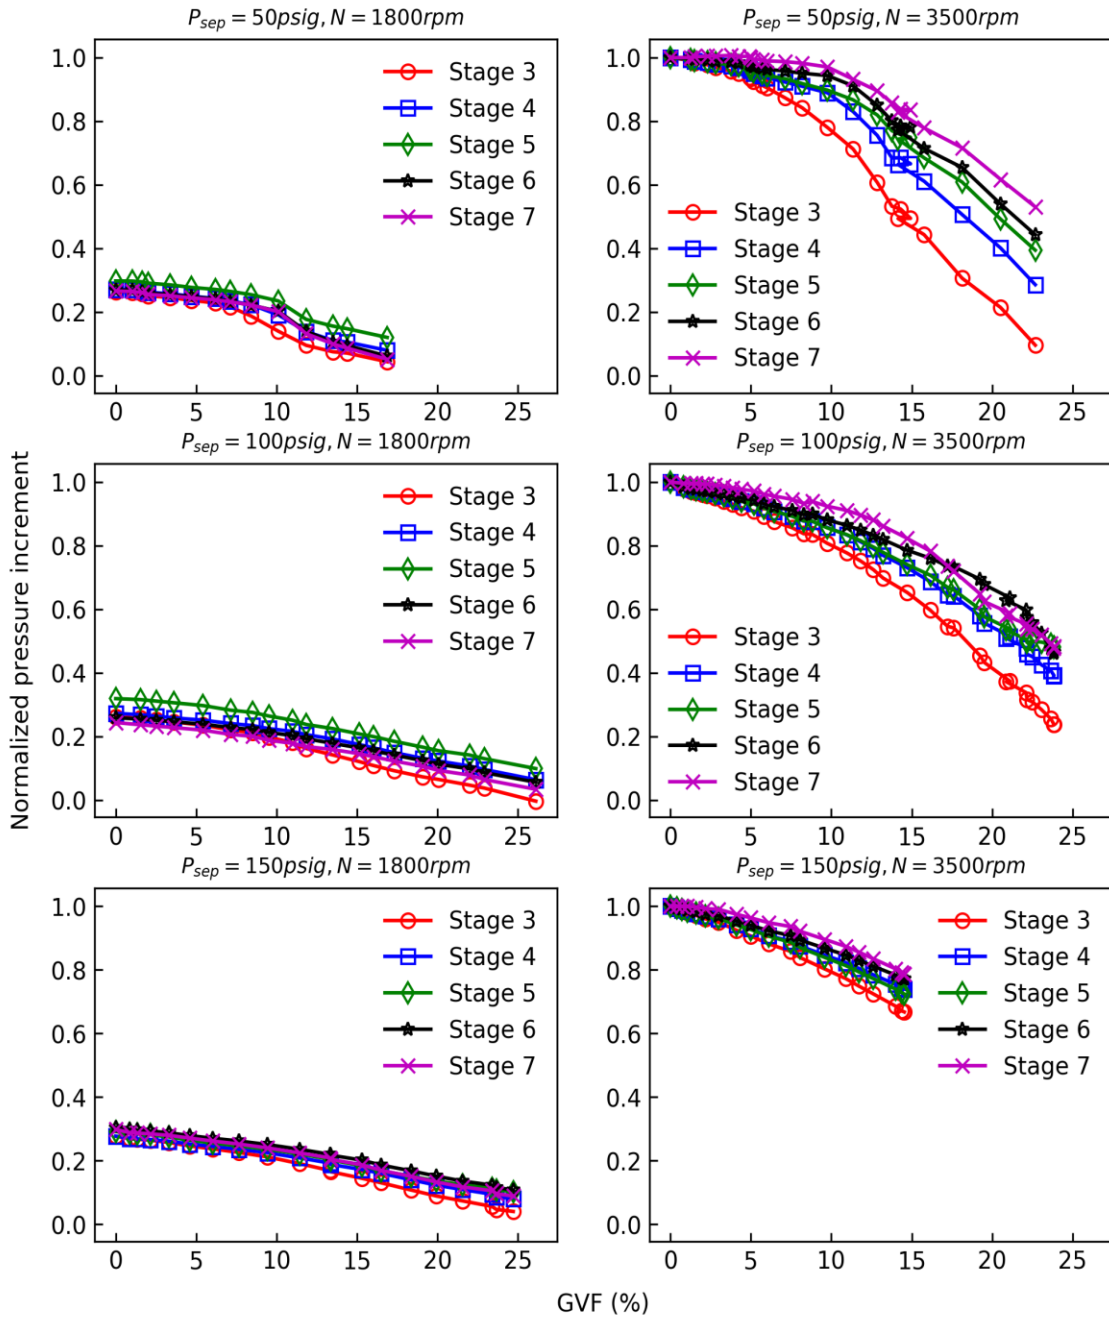 P_sep = 50psig, N = 1800rpm
1.0
0.8
0.6
0.4
0.2
0.0
0 5 10 15 20 25
Stage 3
Stage 4
Stage 5
Stage 6
Stage 7
P_sep = 50psig, N = 3500rpm
1.0
0.8
0.6
0.4
0.2
0.0
0 5 10 15 20 25
Stage 3
Stage 4
Stage 5
Stage 6
Stage 7
Normalized pressure increment
P_sep = 100psig, N = 1800rpm
1.0
0.8
0.6
0.4
0.2
0.0
0 5 10 15 20 25
Stage 3
Stage 4
Stage 5
Stage 6
Stage 7
P_sep = 100psig, N = 3500rpm
1.0
0.8
0.6
0.4
0.2
0.0
0 5 10 15 20 25
Stage 3
Stage 4
Stage 5
Stage 6
Stage 7
P_sep = 150psig, N = 1800rpm
1.0
0.8
0.6
0.4
0.2
0.0
0 5 10 15 20 25
Stage 3
Stage 4
Stage 5
Stage 6
Stage 7
P_sep = 150psig, N = 3500rpm
1.0
0.8
0.6
0.4
0.2
0.0
0 5 10 15 20 25
Stage 3
Stage 4
Stage 5
Stage 6
Stage 7
GVF (%)